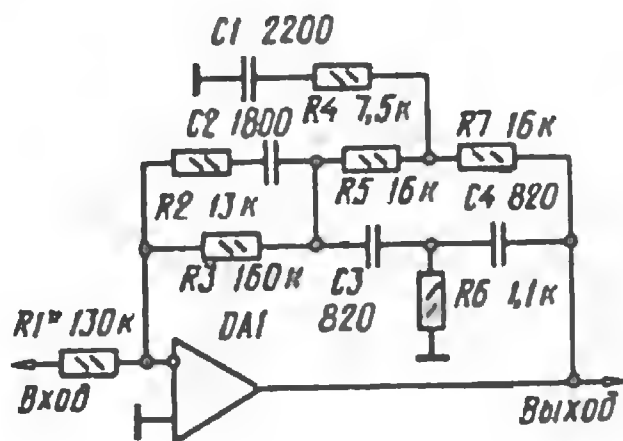 C1 2200
R4 7,5к
C2 1800
R7 16к
R2 13к
R5 16к
C4 820
R3 160к
C3
820
R6 1,1к
R1* 130к
DA1
Вход
Выход